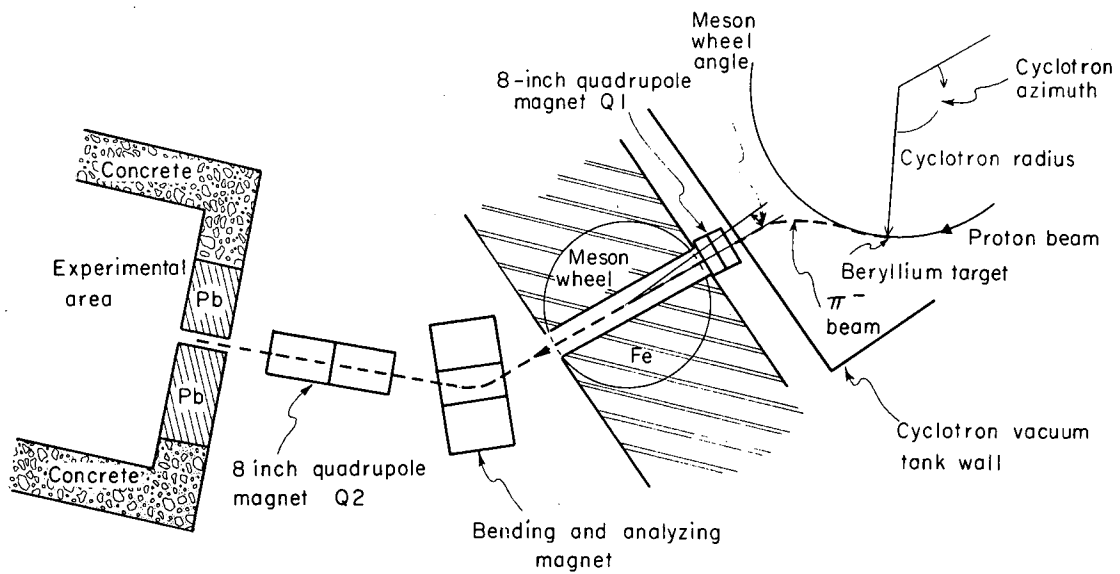 Meson
wheel
angle
8-inch quadrupole
magnet Q1
Cyclotron
azimuth
Cyclotron radius
Proton beam
Beryllium target
π⁻
beam
Concrete
Experimental
area
Pb
Meson
wheel
Fe
Pb
Concrete
8 inch quadrupole
magnet Q2
Bending and analyzing
magnet
Cyclotron vacuum
tank wall